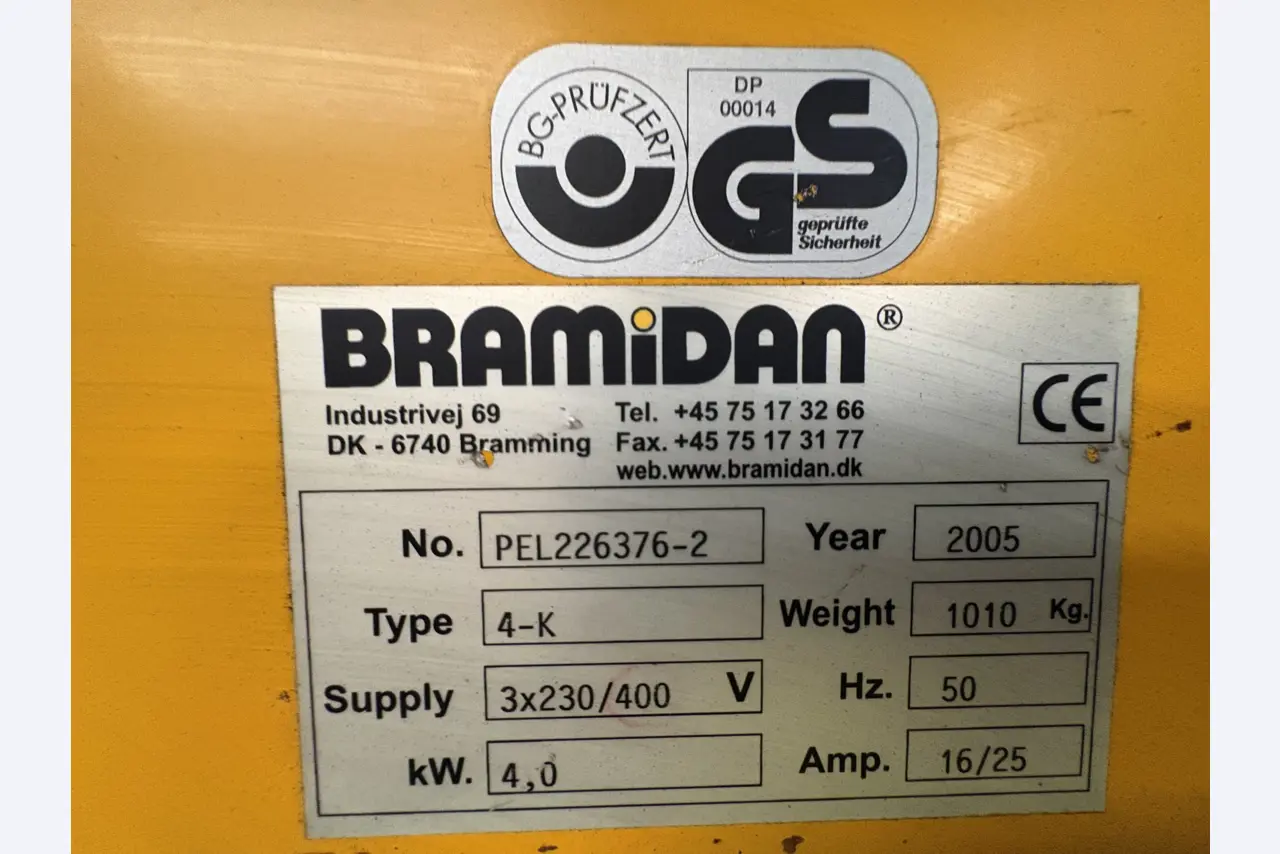 BG-PRÜFZERT
DP
00014
GS
geprüfte
Sicherheit
BRAMiDAN®
Industrivej 69 Tel. +45 75 17 32 66
DK - 6740 Bramming Fax. +45 75 17 31 77
web.www.bramidan.dk
CE
No. PEL226376-2 Year 2005
Type 4-K Weight 1010 Kg.
Supply 3x230/400 V Hz. 50
kW. 4,0 Amp. 16/25